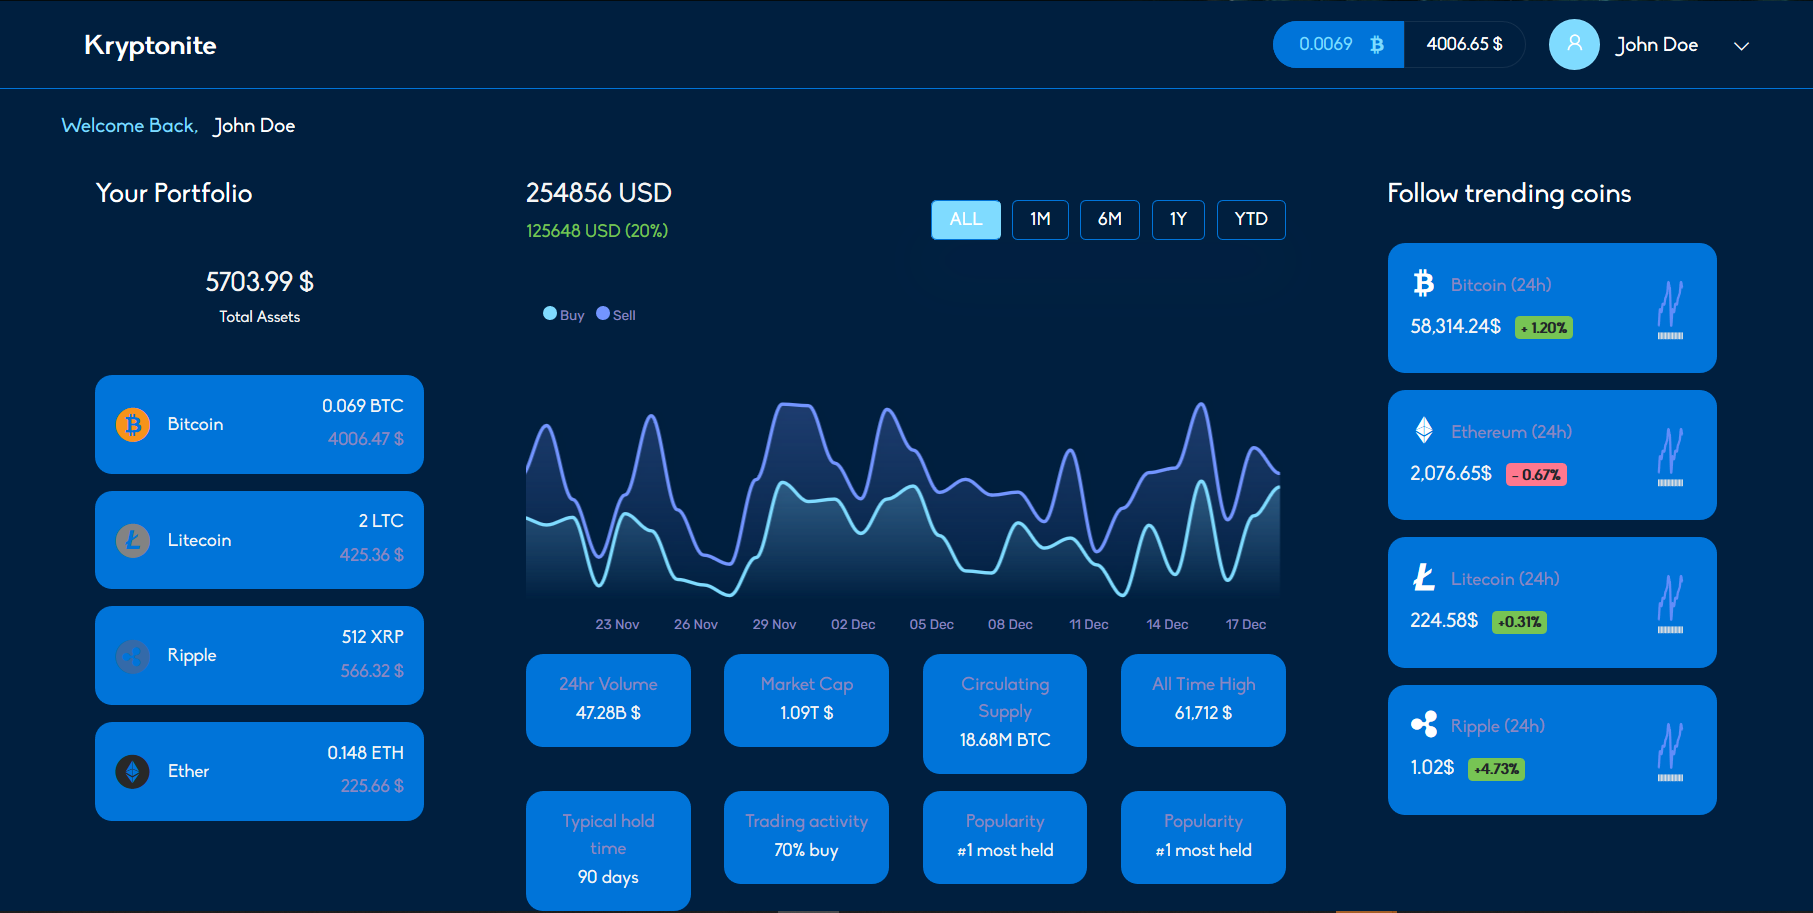 Kryptonite
0.0069
4006.65 $
John Doe
Welcome Back, John Doe
Your Portfolio
5703.99 $
Total Assets
Bitcoin
0.069 BTC
4006.47 $
Litecoin
2 LTC
425.36 $
Ripple
512 XRP
566.32 $
Ether
0.148 ETH
225.66 $
254856 USD
125648 USD (20%)
ALL 1M 6M 1Y YTD
Buy Sell
23 Nov 26 Nov 29 Nov 02 Dec 05 Dec 08 Dec 11 Dec 14 Dec 17 Dec
24hr Volume
47.28B $
Market Cap
1.09T $
Circulating
Supply
18.68M BTC
All Time High
61,712 $
Typical hold
time
90 days
Trading activity
70% buy
Popularity
#1 most held
Popularity
#1 most held
Follow trending coins
Bitcoin (24h)
58,314.24$ + 1.20%
Ethereum (24h)
2,076.65$ - 0.67%
Litecoin (24h)
224.58$ +0.31%
Ripple (24h)
1.02$ +4.73%